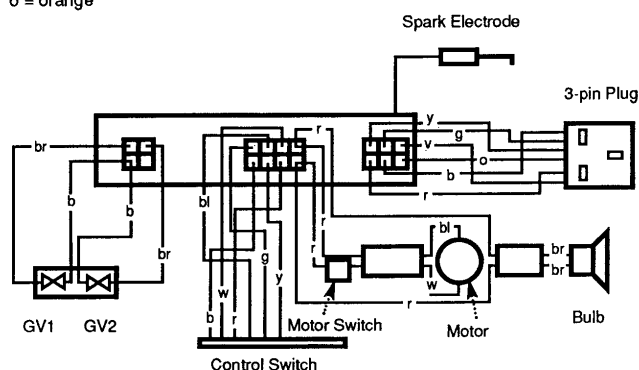 o = orange
Spark Electrode
3-pin Plug
y
g
v
o
b
r
br
r
b
b
br
bl
b
w
r
g
y
r
r
r
bl
w
br
br
GV1 GV2
Motor Switch
Motor
Bulb
Control Switch